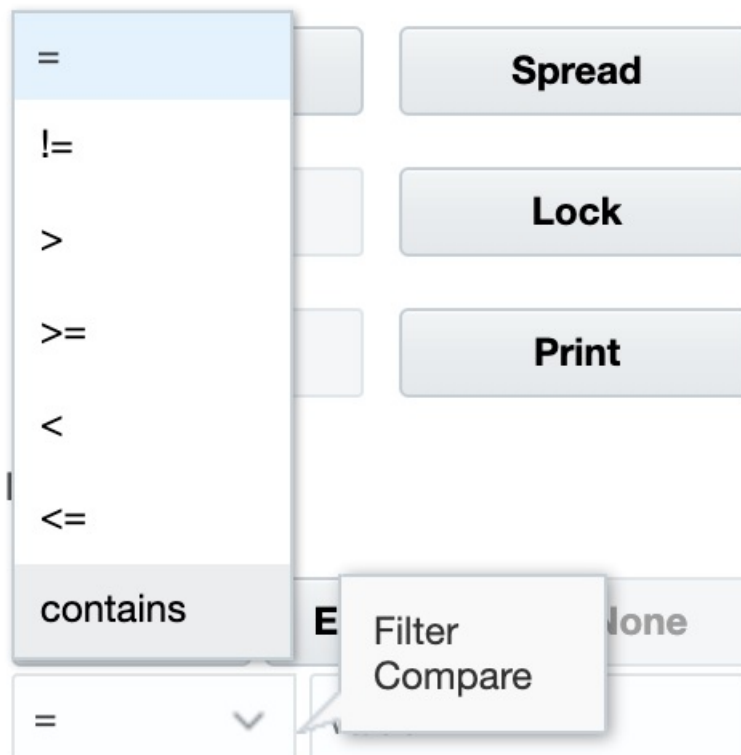 =
!=
>
>=
<
<=
contains
Spread
Lock
Print
Filter
Compare
=